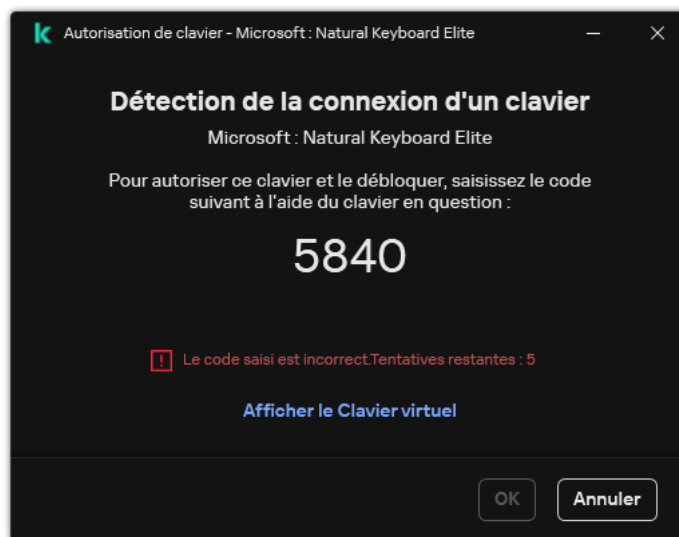 Autorisation de clavier - Microsoft : Natural Keyboard Elite
Détection de la connexion d'un clavier
Microsoft : Natural Keyboard Elite
Pour autoriser ce clavier et le débloquer, saisissez le code
suivant à l'aide du clavier en question :
5840
Le code saisi est incorrect.Tentatives restantes : 5
Afficher le Clavier virtuel
OK
Annuler